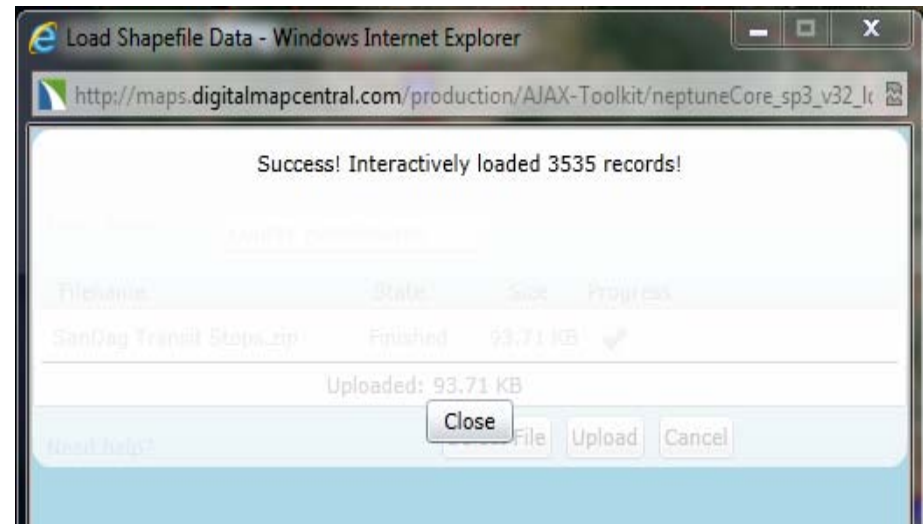 Load Shapefile Data - Windows Internet Explorer
http://maps.digitalmapcentral.com/production/AJAX-Toolkit/neptuneCore_sp3_v32_lo
Success! Interactively loaded 3535 records!
Filename State Size Progress
SanDag Transit Stops.zip Finished 93.71 KB
Uploaded: 93.71 KB
Close
File Upload Cancel
Need help?